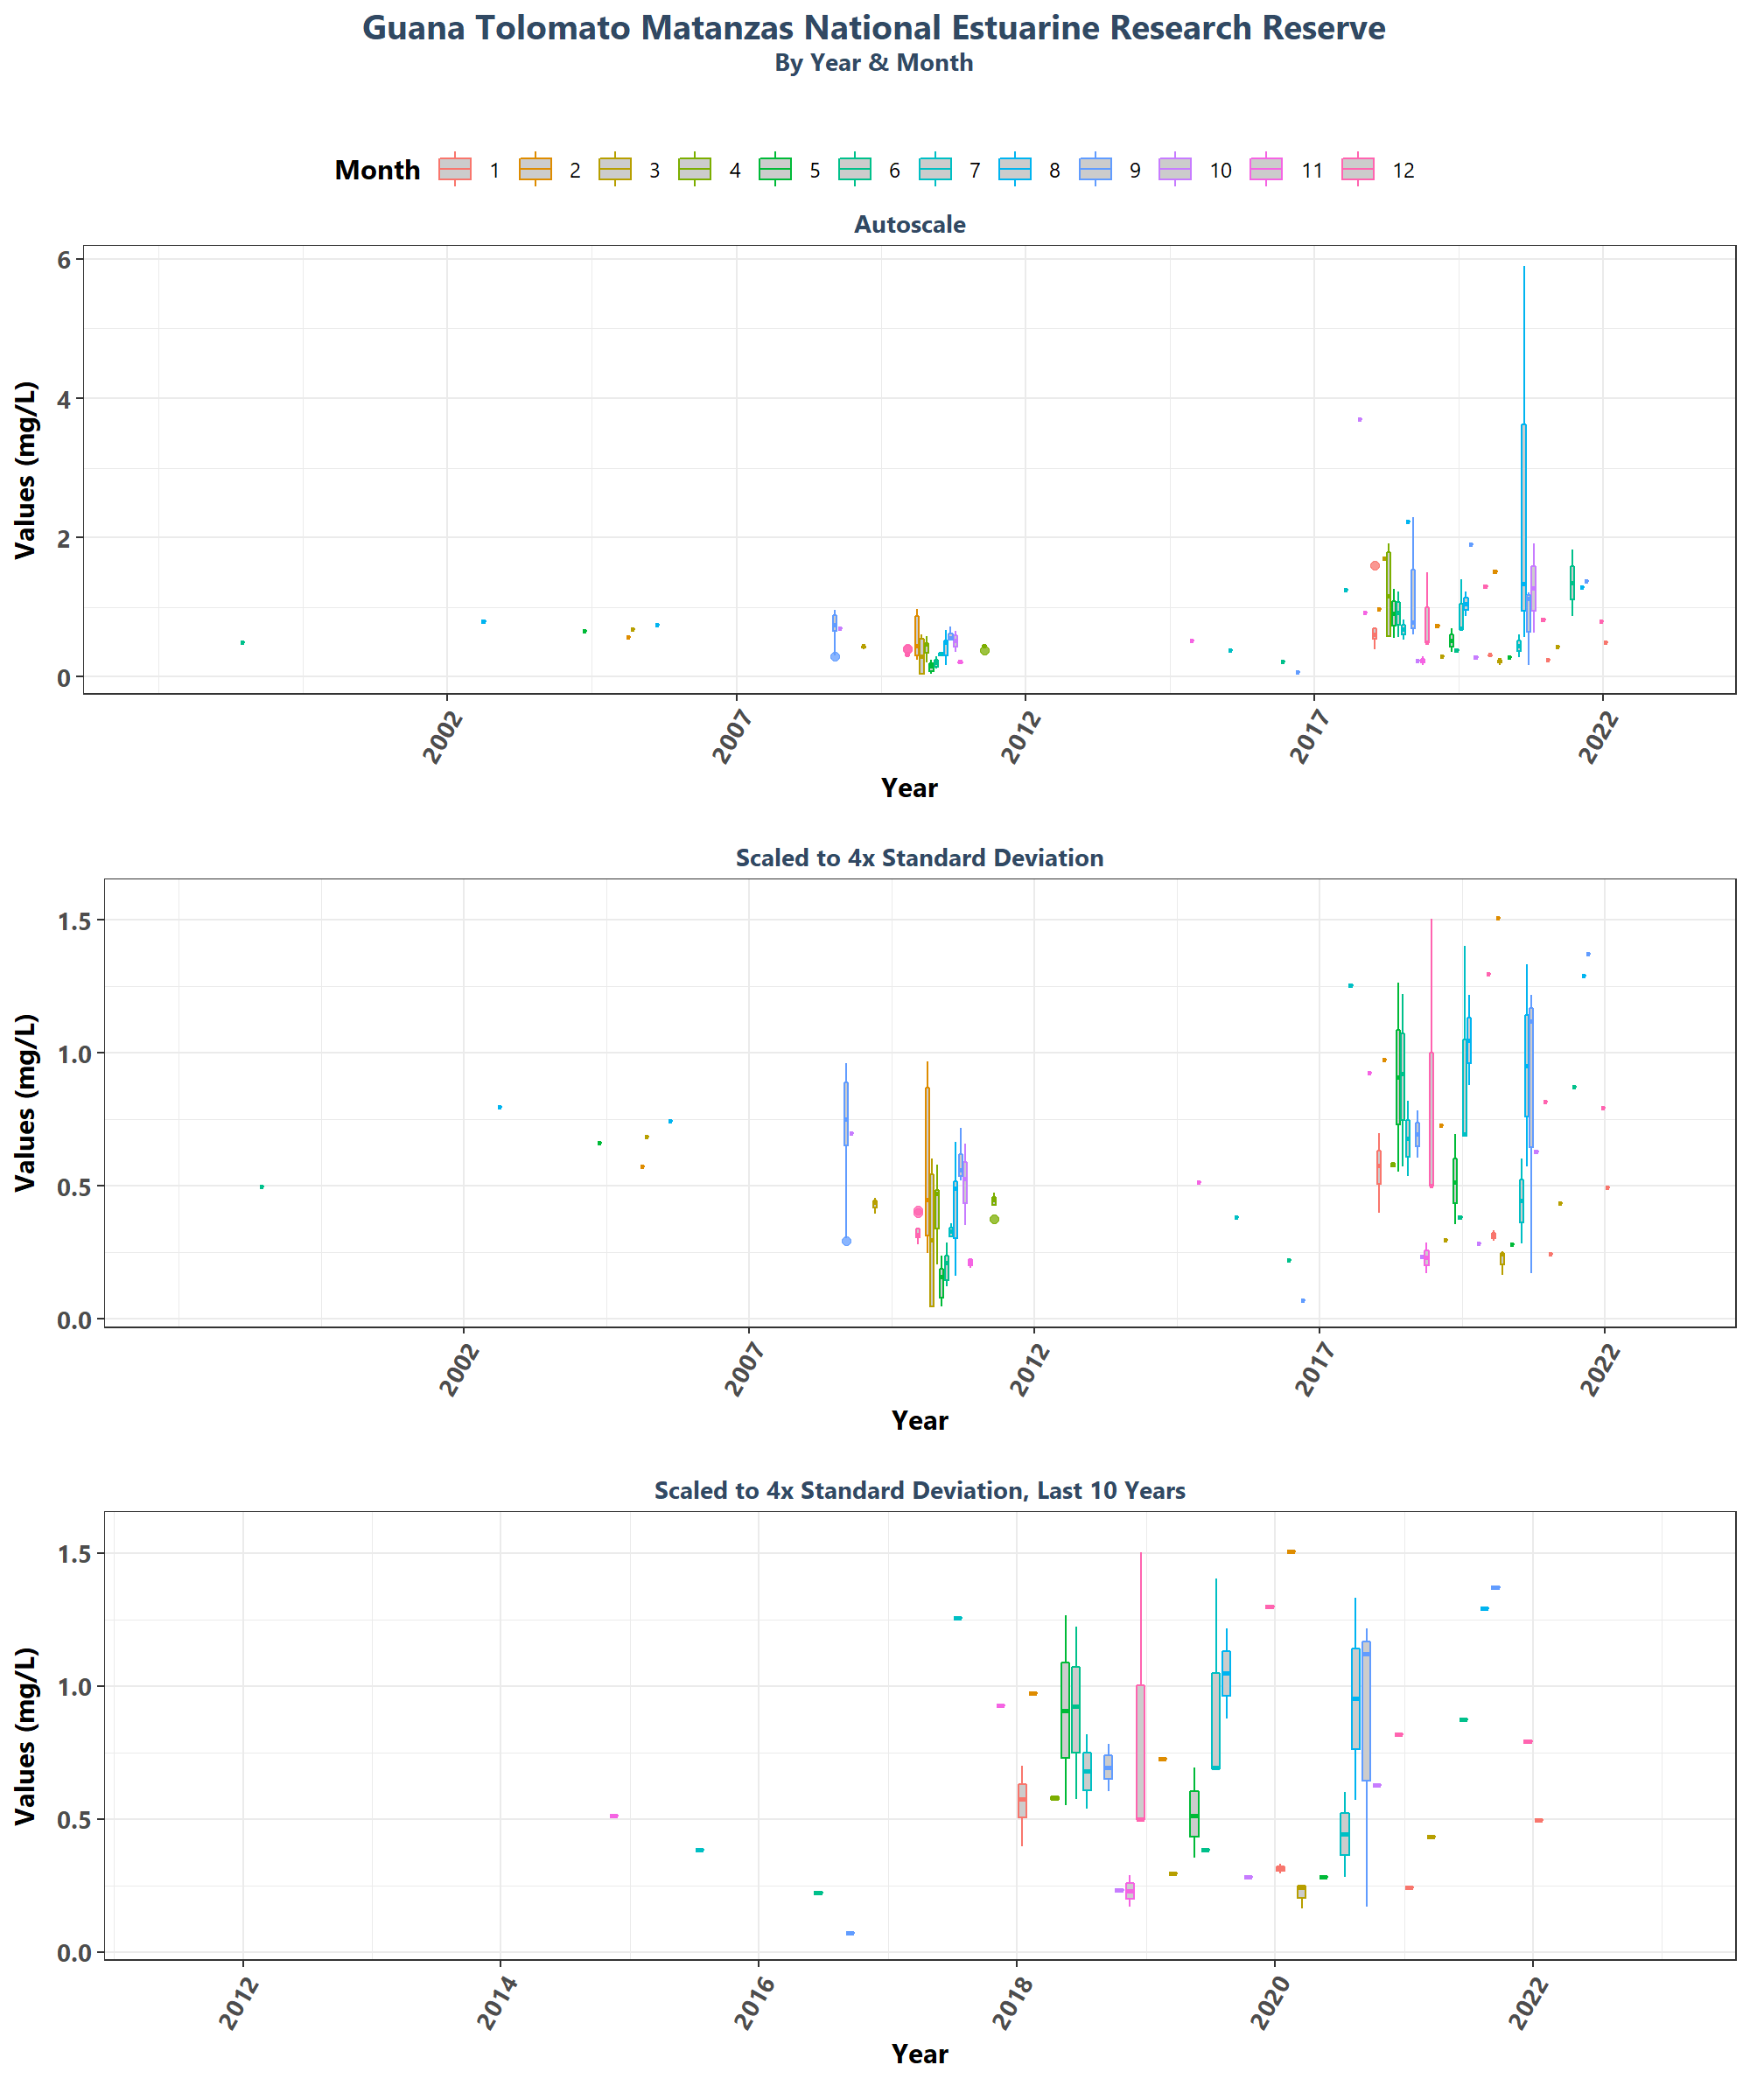 Guana Tolomato Matanzas National Estuarine Research Reserve
By Year & Month
Month 1 2 3 4 5 6 7 8 9 10 11 12
Autoscale
Values (mg/L)
6
4
2
0
2002 2007 2012 2017 2022
Year
Scaled to 4x Standard Deviation
Values (mg/L)
1.5
1.0
0.5
0.0
2002 2007 2012 2017 2022
Year
Scaled to 4x Standard Deviation, Last 10 Years
Values (mg/L)
1.5
1.0
0.5
0.0
2012 2014 2016 2018 2020 2022
Year